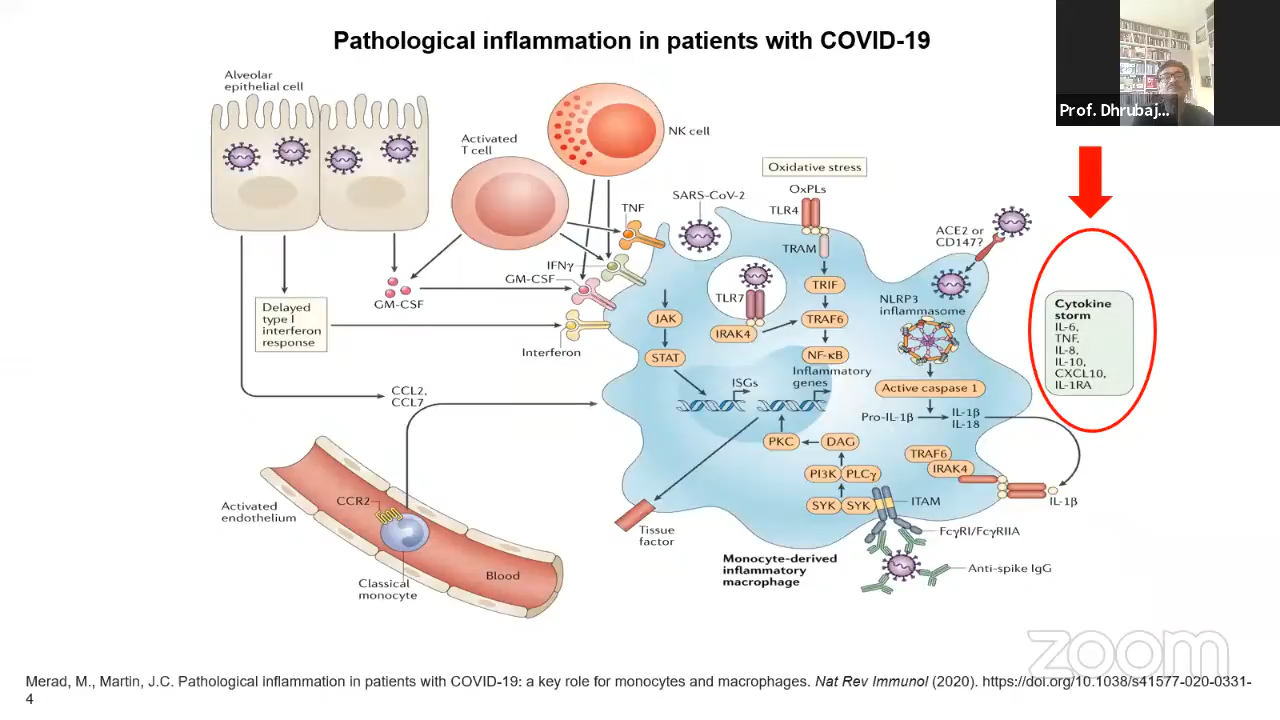 Pathological inflammation in patients with COVID-19
Prof. Dhrubaj...
Alveolar
epithelial cell
Activated
T cell
NK cell
Oxidative stress
OxPLs
TLR4
TRAM
SARS-CoV-2
TNF
IFNγ
GM-CSF
GM-CSF
ACE2 or
CD147?
TLR7
TRIF
NLRP3
inflammasome
Delayed
type I
interferon
response
Interferon
JAK
IRAK4
TRAF6
STAT
NF-κB
Inflammatory
genes
ISGs
Cytokine
storm
IL-6,
TNF,
IL-8,
IL-10,
CXCL10,
IL-1RA
CCL2,
CCL7
Active caspase 1
Pro-IL-1β
IL-1β
IL-18
PKC
DAG
TRAF6
IRAK4
PI3K
PLCγ
SYK
SYK
ITAM
IL-1β
Activated
endothelium
CCR2
Classical
monocyte
Blood
Tissue
factor
FcγRI/FcγRIIA
Monocyte-derived
inflammatory
macrophage
Anti-spike IgG
zoom
Merad, M., Martin, J.C. Pathological inflammation in patients with COVID-19: a key role for monocytes and macrophages. Nat Rev Immunol (2020). https://doi.org/10.1038/s41577-020-0331-
4